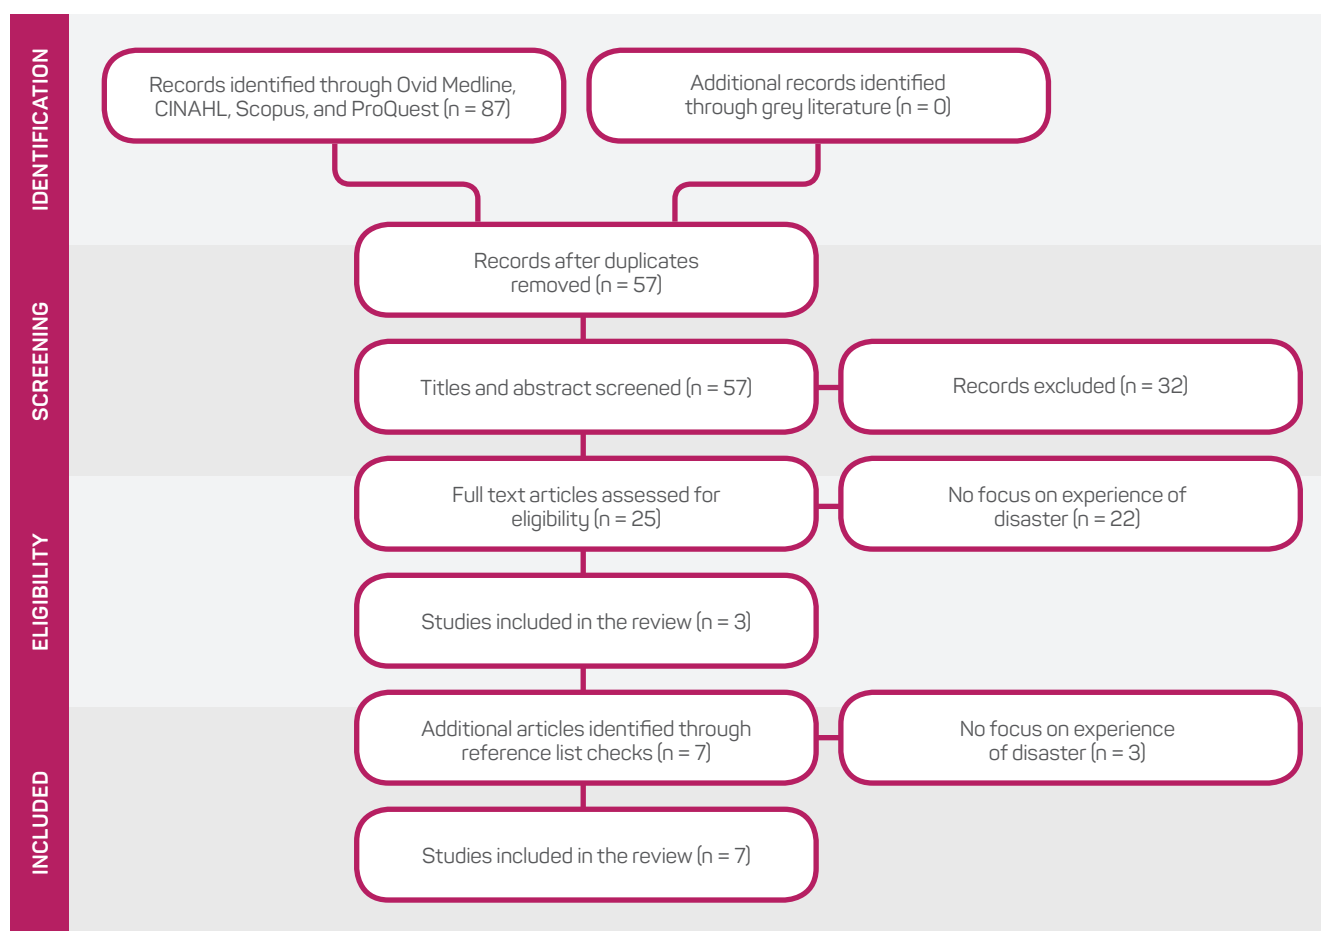 IDENTIFICATION
Records identified through Ovid Medline,
CINAHL, Scopus, and ProQuest (n = 87)
Additional records identified
through grey literature (n = 0)
SCREENING
Records after duplicates
removed (n = 57)
Titles and abstract screened (n = 57)
Records excluded (n = 32)
ELIGIBILITY
Full text articles assessed for
eligibility (n = 25)
No focus on experience of
disaster (n = 22)
Studies included in the review (n = 3)
INCLUDED
Additional articles identified through
reference list checks (n = 7)
No focus on experience
of disaster (n = 3)
Studies included in the review (n = 7)